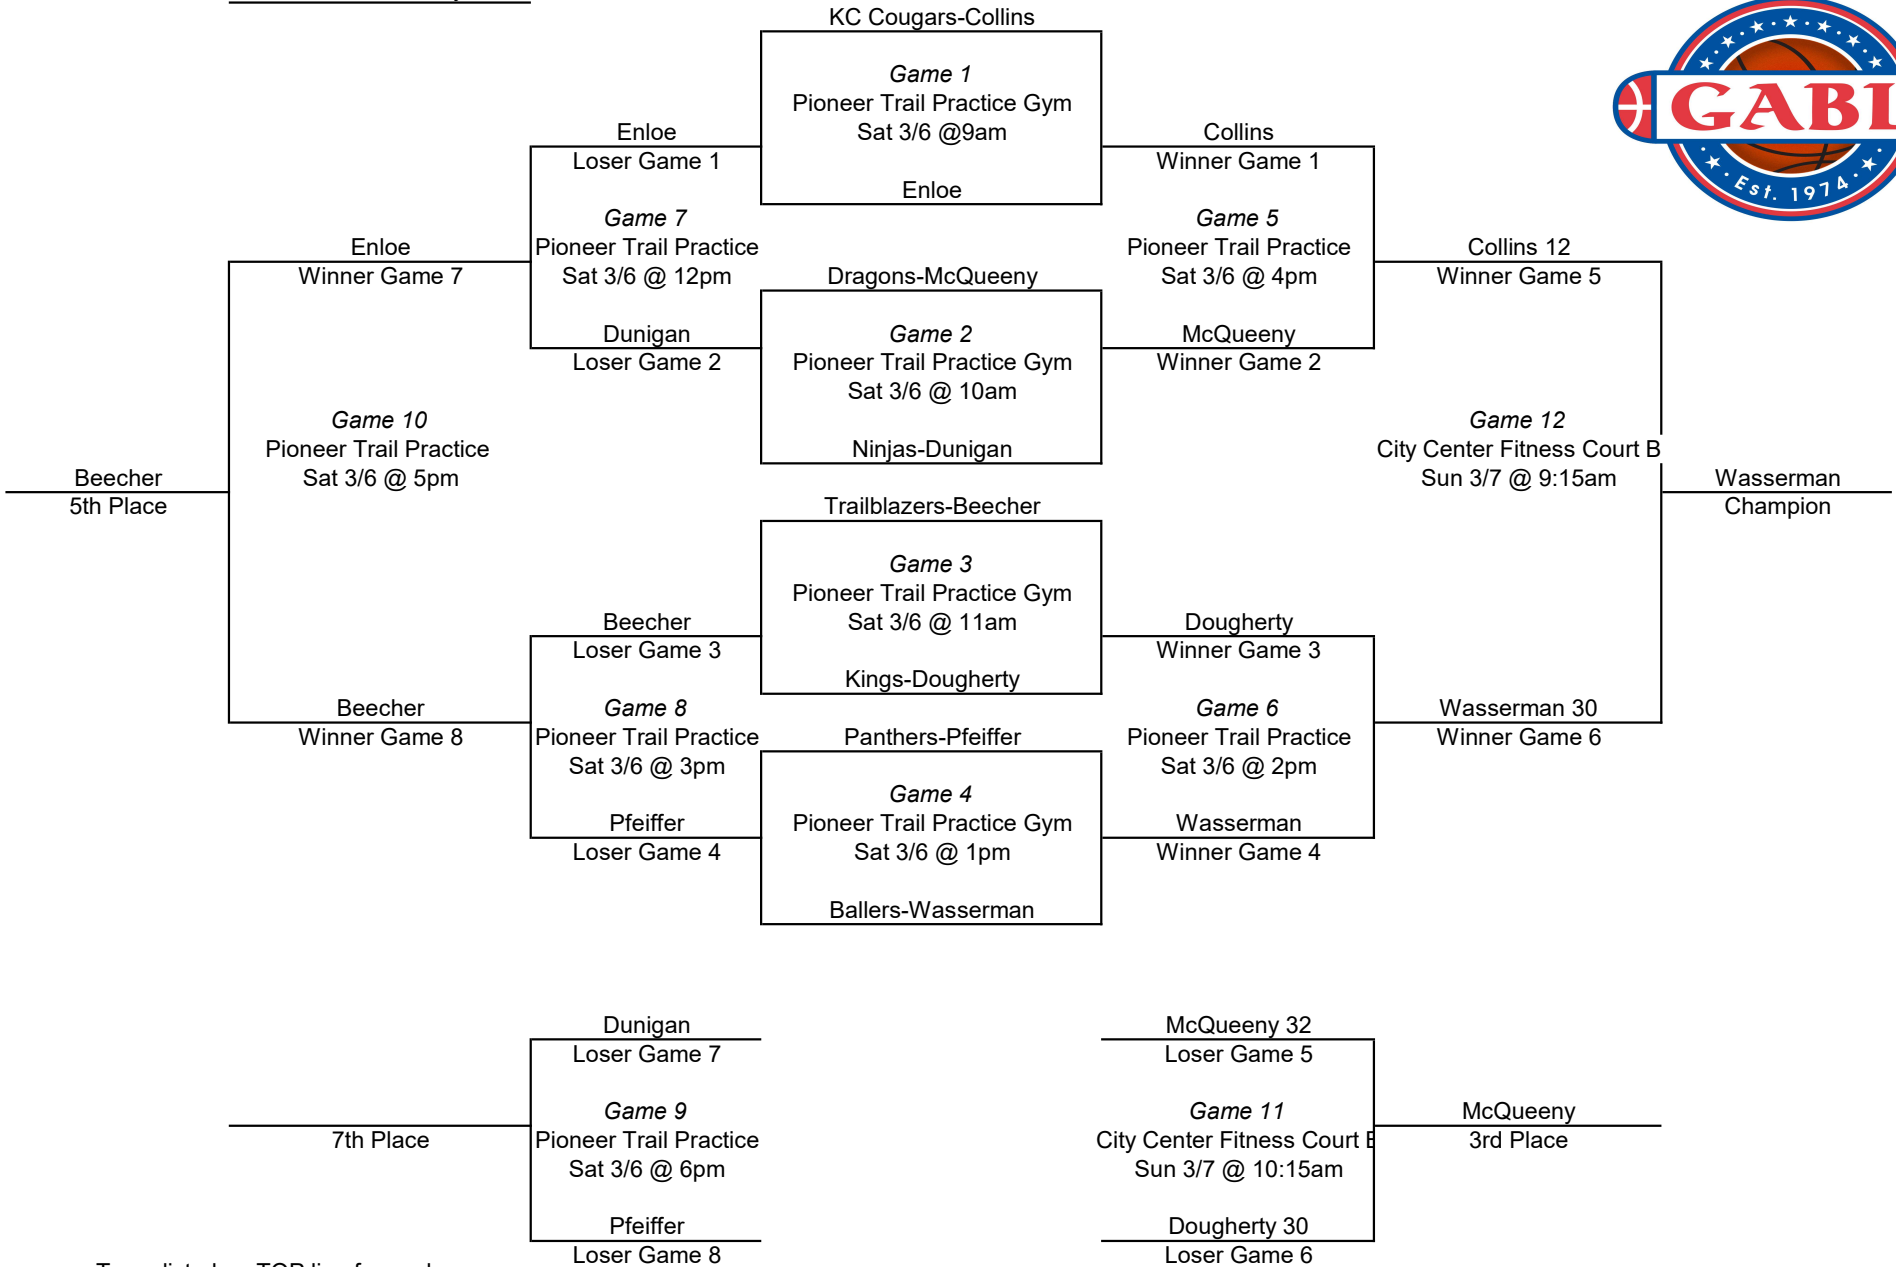 KC Cougars-Collins
Game 1
Pioneer Trail Practice Gym
Sat 3/6 @9am
Enloe
Enloe
Loser Game 1
Collins
Winner Game 1
GABL
Est. 1974
Game 7
Pioneer Trail Practice
Sat 3/6 @ 12pm
Game 5
Pioneer Trail Practice
Sat 3/6 @ 4pm
Enloe
Winner Game 7
Collins 12
Winner Game 5
Dragons-McQueeny
Game 2
Pioneer Trail Practice Gym
Sat 3/6 @ 10am
Ninjas-Dunigan
Dunigan
Loser Game 2
McQueeny
Winner Game 2
Game 10
Pioneer Trail Practice
Sat 3/6 @ 5pm
Game 12
City Center Fitness Court B
Sun 3/7 @ 9:15am
Beecher
5th Place
Wasserman
Champion
Trailblazers-Beecher
Game 3
Pioneer Trail Practice Gym
Sat 3/6 @ 11am
Kings-Dougherty
Beecher
Loser Game 3
Dougherty
Winner Game 3
Game 8
Pioneer Trail Practice
Sat 3/6 @ 3pm
Game 6
Pioneer Trail Practice
Sat 3/6 @ 2pm
Beecher
Winner Game 8
Wasserman 30
Winner Game 6
Panthers-Pfeiffer
Game 4
Pioneer Trail Practice Gym
Sat 3/6 @ 1pm
Ballers-Wasserman
Pfeiffer
Loser Game 4
Wasserman
Winner Game 4
Dunigan
Loser Game 7
Game 9
Pioneer Trail Practice
Sat 3/6 @ 6pm
Pfeiffer
Loser Game 8
7th Place
McQueeny 32
Loser Game 5
Game 11
City Center Fitness Court B
Sun 3/7 @ 10:15am
Dougherty 30
Loser Game 6
McQueeny
3rd Place